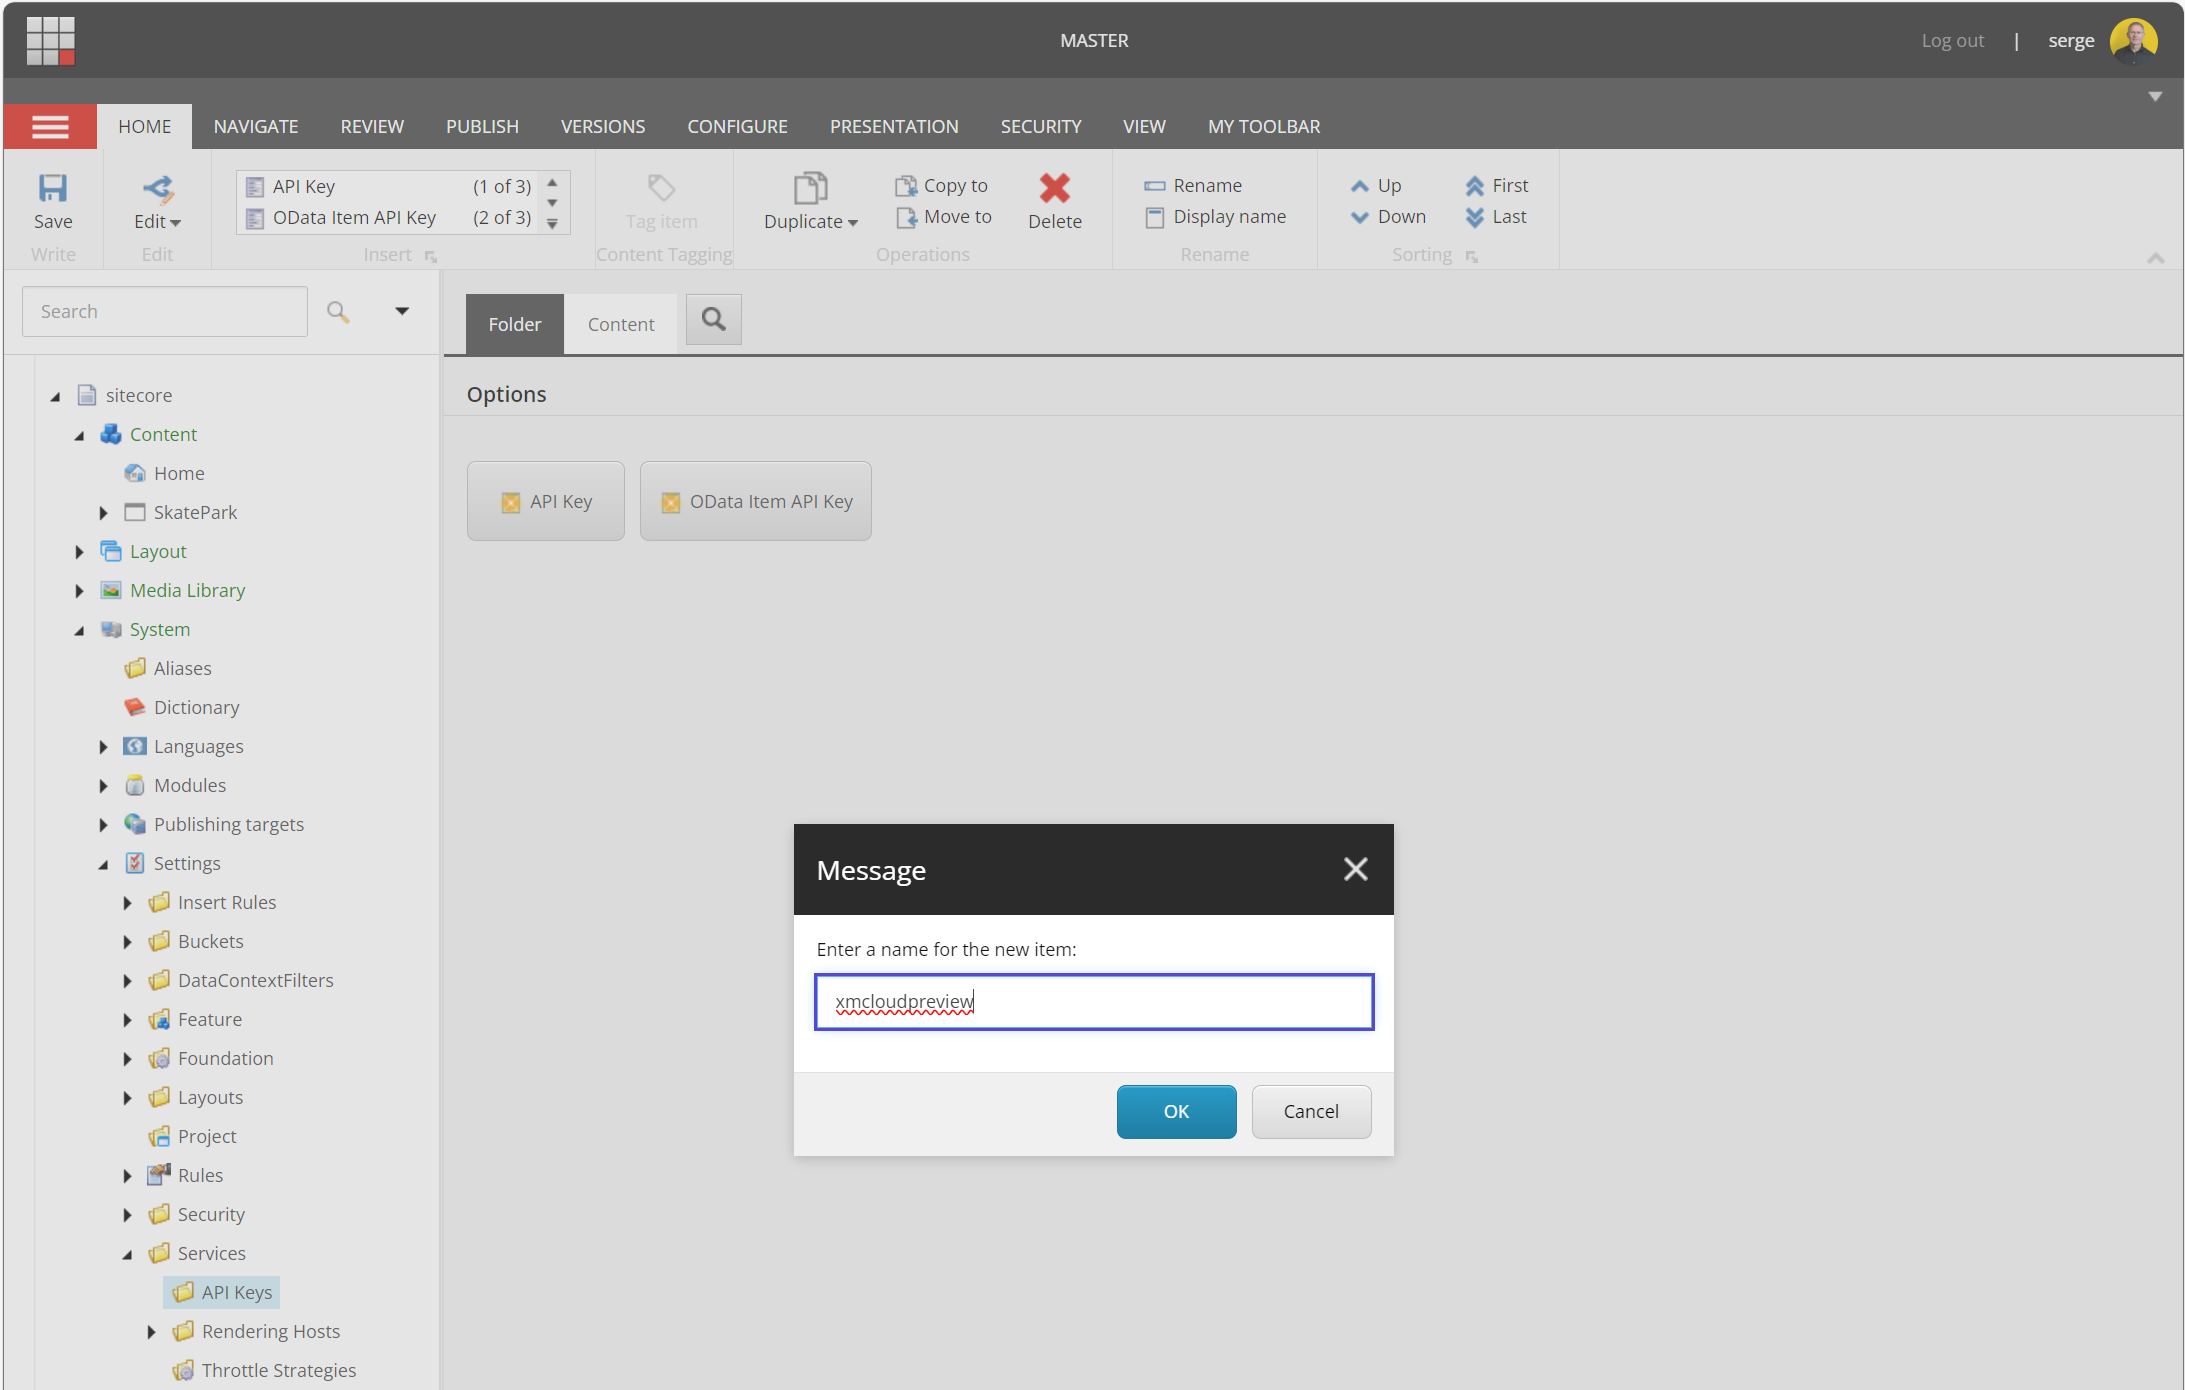 MASTER
Log out | serge
HOME NAVIGATE REVIEW PUBLISH VERSIONS CONFIGURE PRESENTATION SECURITY VIEW MY TOOLBAR
Save
Write
Edit
Edit
API Key (1 of 3)
OData Item API Key (2 of 3)
Insert
Tag item
Content Tagging
Duplicate
Copy to
Move to
Delete
Operations
Rename
Display name
Rename
Up First
Down Last
Sorting
Search
Folder Content
sitecore
Content
Home
SkatePark
Layout
Media Library
System
Aliases
Dictionary
Languages
Modules
Publishing targets
Settings
Insert Rules
Buckets
DataContextFilters
Feature
Foundation
Layouts
Project
Rules
Security
Services
API Keys
Rendering Hosts
Throttle Strategies
Options
API Key OData Item API Key
Message
Enter a name for the new item:
xmcloudpreview
OK Cancel